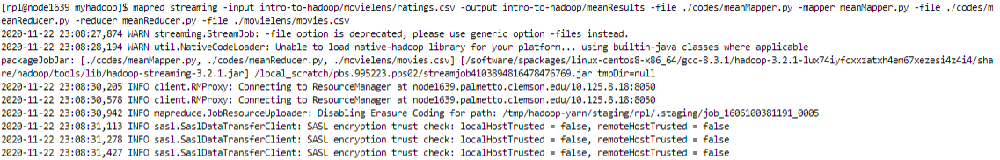 [rpl@node1639 myhadoop]$ mapred streaming -input intro-to-hadoop/movielens/ratings.csv -output intro-to-hadoop/meanResults -file ./codes/meanMapper.py -mapper meanMapper.py -file ./codes/m
eanReducer.py -reducer meanReducer.py -file ./movielens/movies.csv
2020-11-22 23:08:27,874 WARN streaming.StreamJob: -file option is deprecated, please use generic option -files instead.
2020-11-22 23:08:28,194 WARN util.NativeCodeLoader: Unable to load native-hadoop library for your platform... using builtin-java classes where applicable
packageJobJar: [./codes/meanMapper.py, ./codes/meanReducer.py, ./movielens/movies.csv] [/software/spackages/linux-centos8-x86_64/gcc-8.3.1/hadoop-3.2.1-lux74iyfcxxzatxh4em67xezesi4z4i4/sha
re/hadoop/tools/lib/hadoop-streaming-3.2.1.jar] /local_scratch/pbs.995223.pbs02/streamjob4103894816478476769.jar tmpDir=null
2020-11-22 23:08:30,205 INFO client.RMProxy: Connecting to ResourceManager at node1639.palmetto.clemson.edu/10.125.8.18:8050
2020-11-22 23:08:30,578 INFO client.RMProxy: Connecting to ResourceManager at node1639.palmetto.clemson.edu/10.125.8.18:8050
2020-11-22 23:08:30,942 INFO mapreduce.JobResourceUploader: Disabling Erasure Coding for path: /tmp/hadoop-yarn/staging/rpl/.staging/job_1606100381191_0005
2020-11-22 23:08:31,113 INFO sasl.SaslDataTransferClient: SASL encryption trust check: localHostTrusted = false, remoteHostTrusted = false
2020-11-22 23:08:31,278 INFO sasl.SaslDataTransferClient: SASL encryption trust check: localHostTrusted = false, remoteHostTrusted = false
2020-11-22 23:08:31,427 INFO sasl.SaslDataTransferClient: SASL encryption trust check: localHostTrusted = false, remoteHostTrusted = false